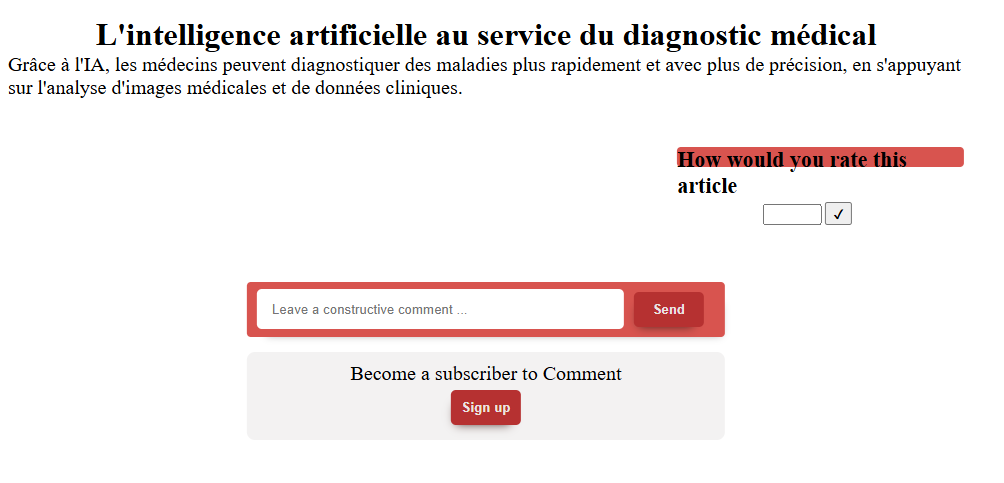 L'intelligence artificielle au service du diagnostic médical
Grâce à l'IA, les médecins peuvent diagnostiquer des maladies plus rapidement et avec plus de précision, en s'appuyant
sur l'analyse d'images médicales et de données cliniques.
How would you rate this
article
✓
Leave a constructive comment ...
Send
Become a subscriber to Comment
Sign up